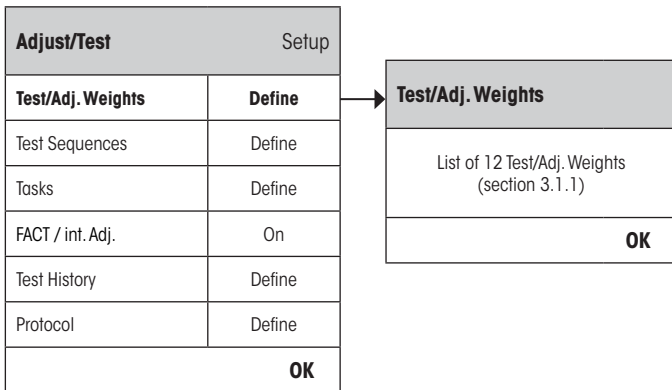 Adjust/Test Setup
Test/Adj. Weights Define
Test Sequences Define
Tasks Define
FACT / int. Adj. On
Test History Define
Protocol Define
OK
Test/Adj. Weights
List of 12 Test/Adj. Weights
(section 3.1.1)
OK